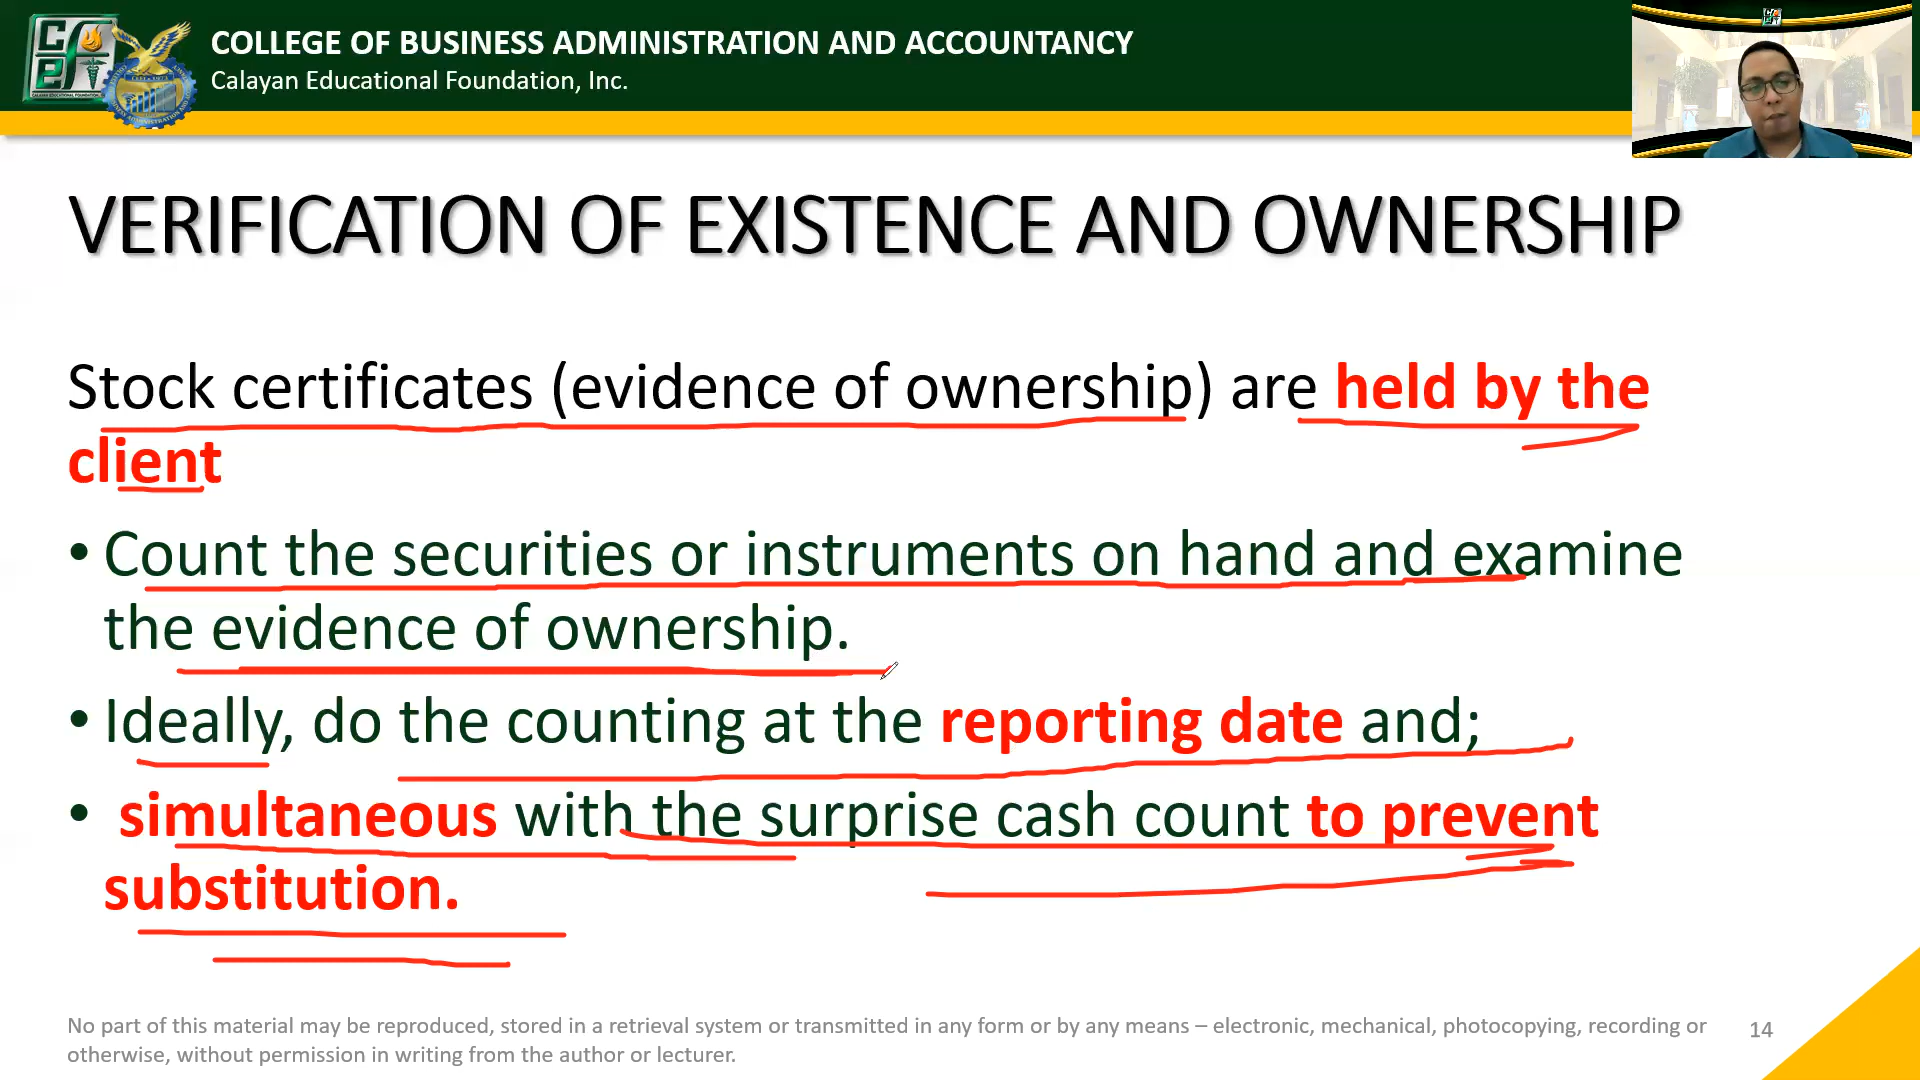 COLLEGE OF BUSINESS ADMINISTRATION AND ACCOUNTANCY
Calayan Educational Foundation, Inc.
VERIFICATION OF EXISTENCE AND OWNERSHIP
Stock certificates (evidence of ownership) are held by the
client
• Count the securities or instruments on hand and examine
the evidence of ownership.
• Ideally, do the counting at the reporting date and;
• simultaneous with the surprise cash count to prevent
substitution.
No part of this material may be reproduced, stored in a retrieval system or transmitted in any form or by any means – electronic, mechanical, photocopying, recording or
otherwise, without permission in writing from the author or lecturer.
14